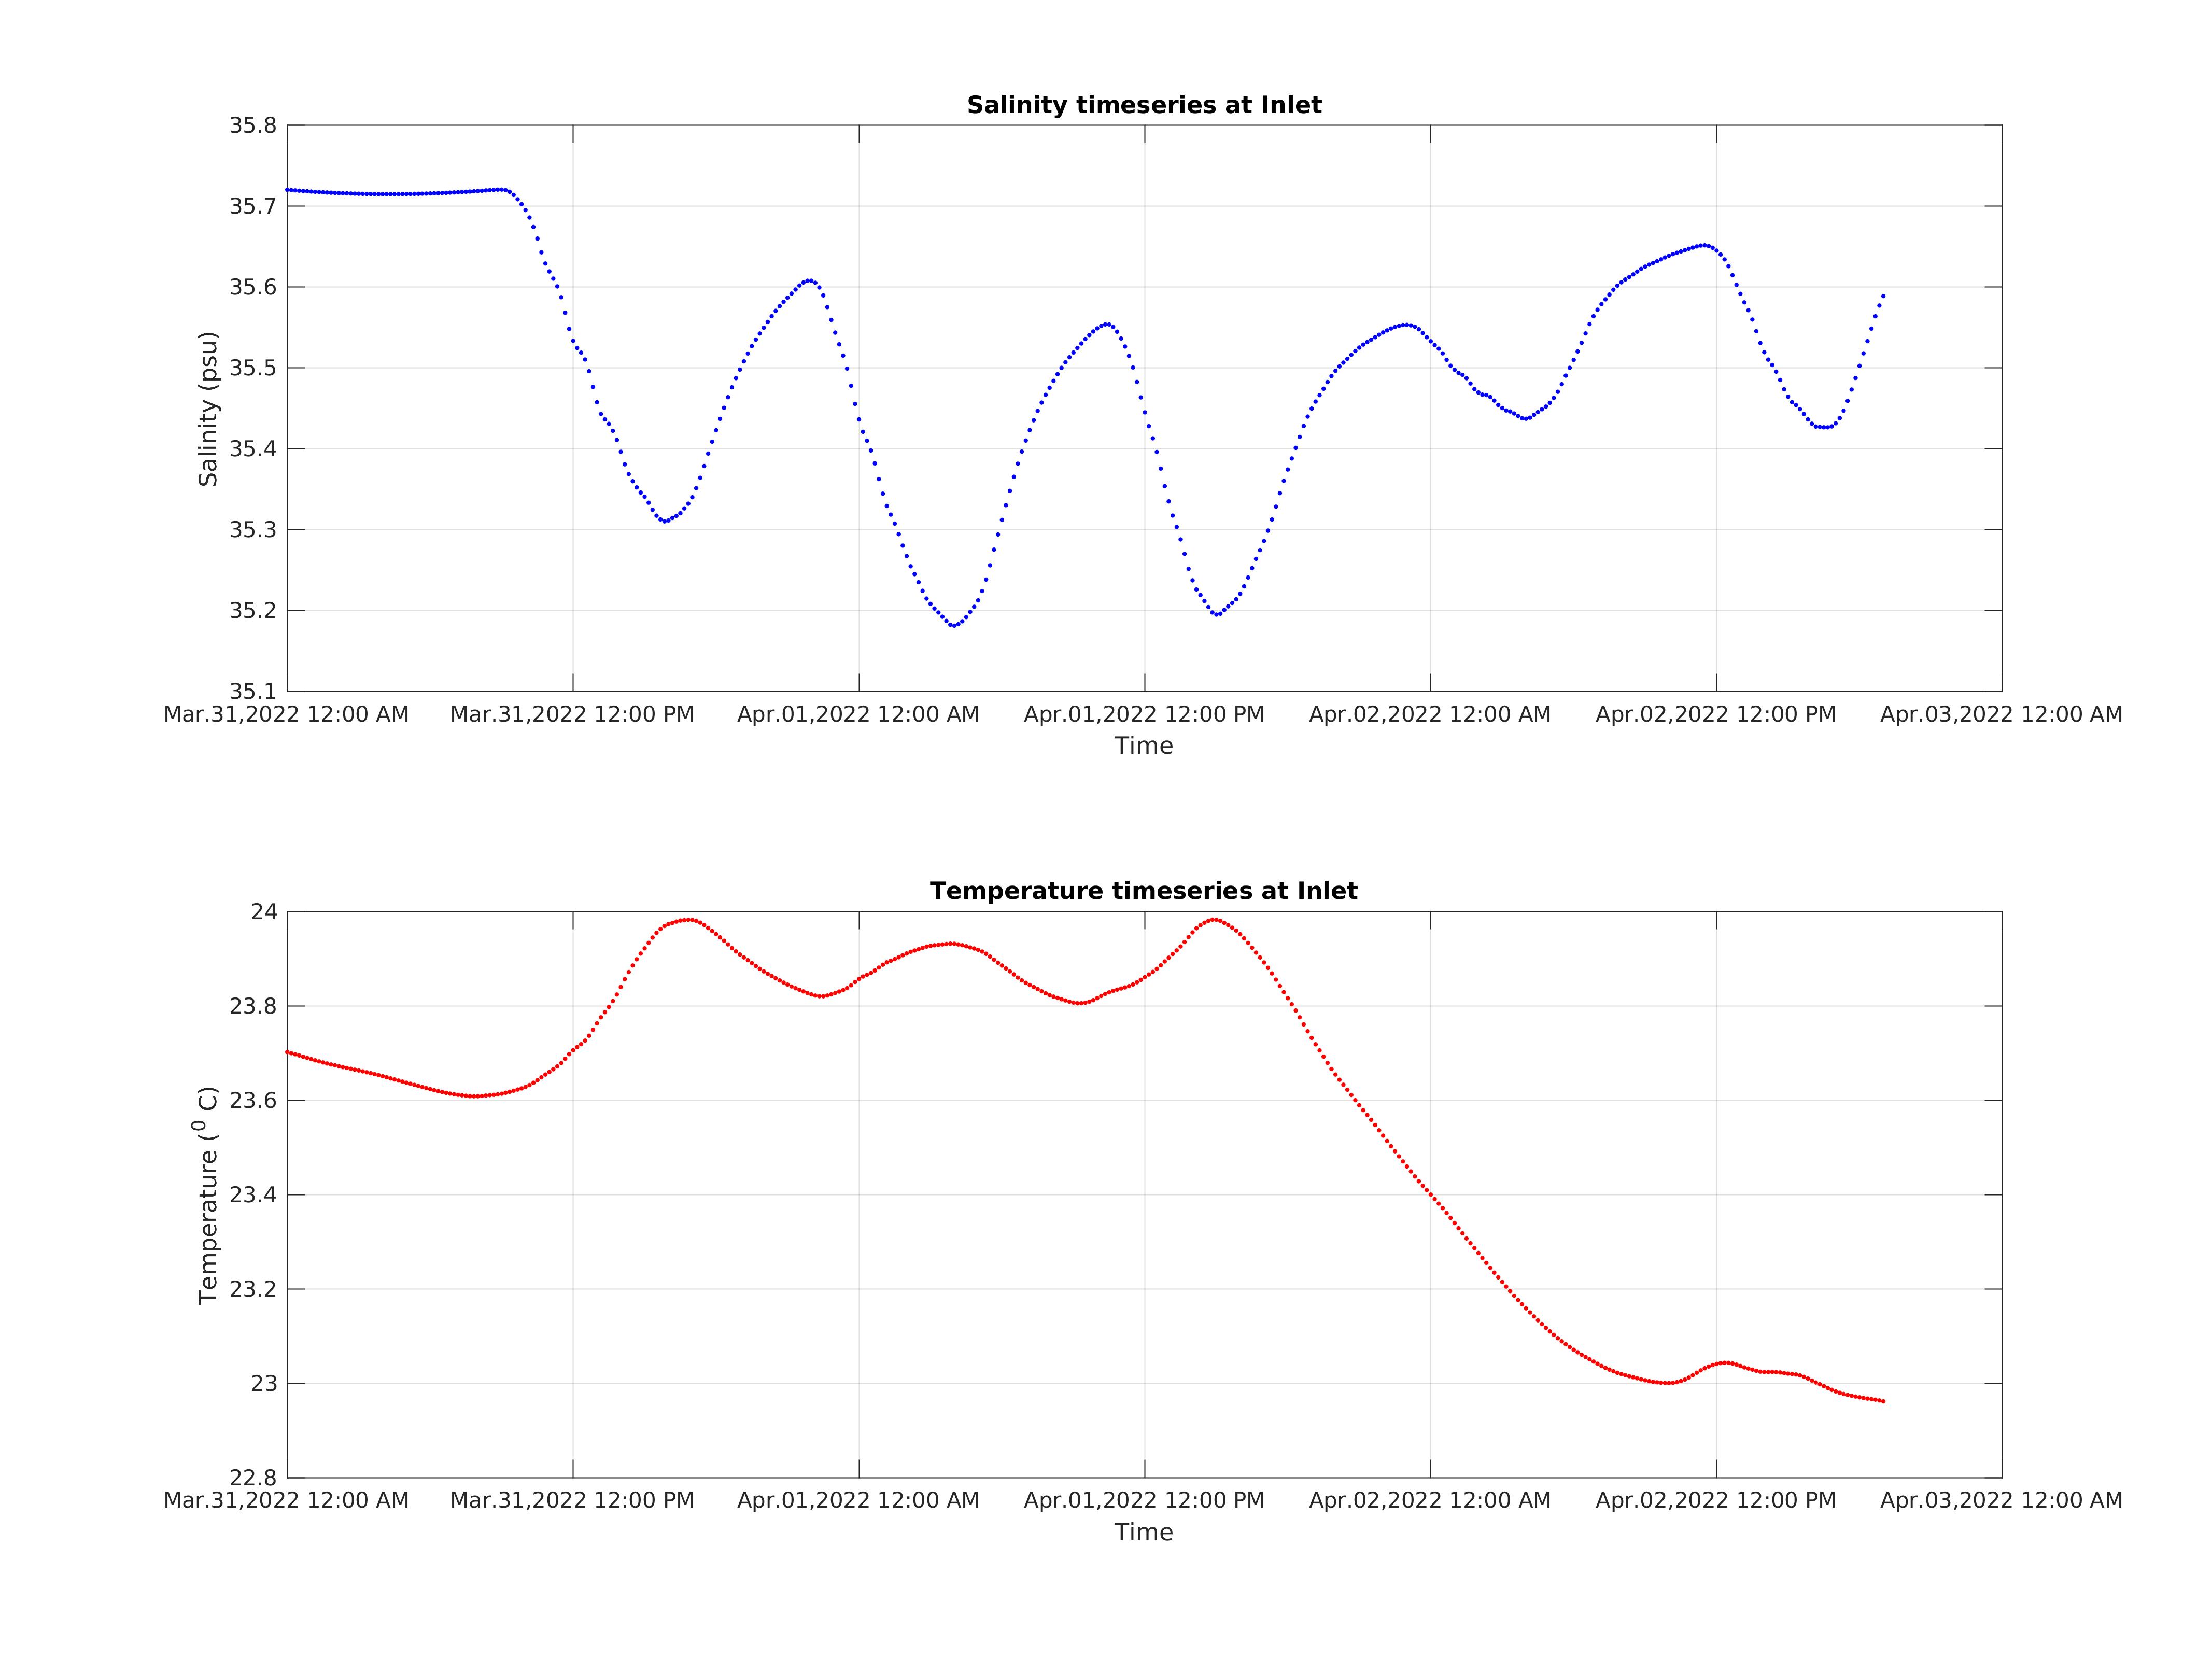 Salinity timeseries at Inlet
35.8
35.7
35.6
35.5
35.4
35.3
35.2
35.1
Salinity (psu)
Mar.31,2022 12:00 AM Mar.31,2022 12:00 PM Apr.01,2022 12:00 AM Apr.01,2022 12:00 PM Apr.02,2022 12:00 AM Apr.02,2022 12:00 PM Apr.03,2022 12:00 AM
Time
Temperature timeseries at Inlet
24
23.8
23.6
23.4
23.2
23
22.8
Temperature (⁰ C)
Mar.31,2022 12:00 AM Mar.31,2022 12:00 PM Apr.01,2022 12:00 AM Apr.01,2022 12:00 PM Apr.02,2022 12:00 AM Apr.02,2022 12:00 PM Apr.03,2022 12:00 AM
Time